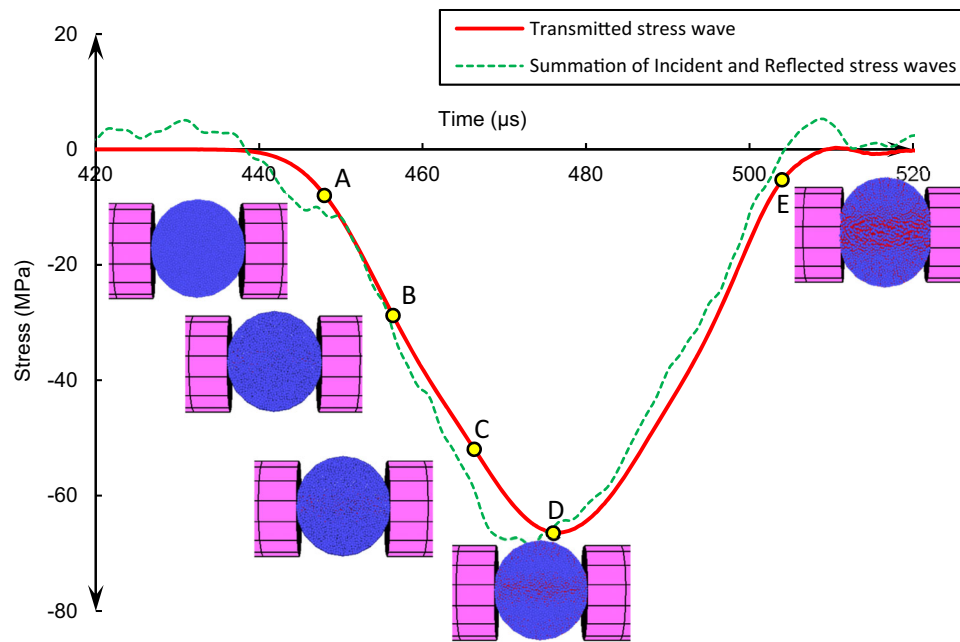 20
Transmitted stress wave
Summation of Incident and Reflected stress waves
Time (µs)
0
420
440
460
480
500
520
A
E
-20
B
Stress (MPa)
-40
C
-60
D
-80